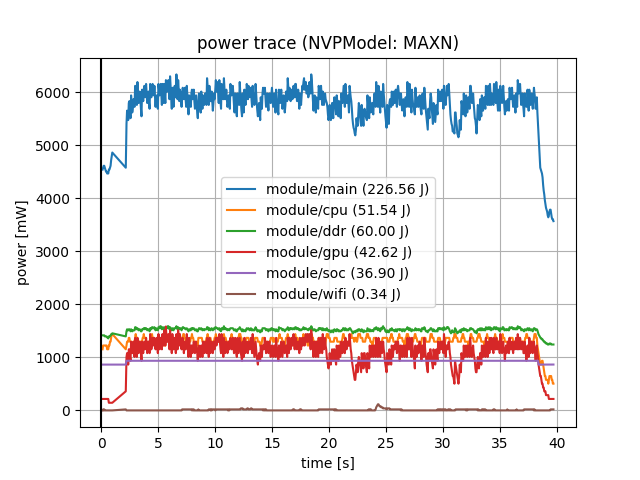 power trace (NVPModel: MAXN)
power [mW]
6000
5000
4000
3000
2000
1000
0
module/main (226.56 J)
module/cpu (51.54 J)
module/ddr (60.00 J)
module/gpu (42.62 J)
module/soc (36.90 J)
module/wifi (0.34 J)
0 5 10 15 20 25 30 35 40
time [s]